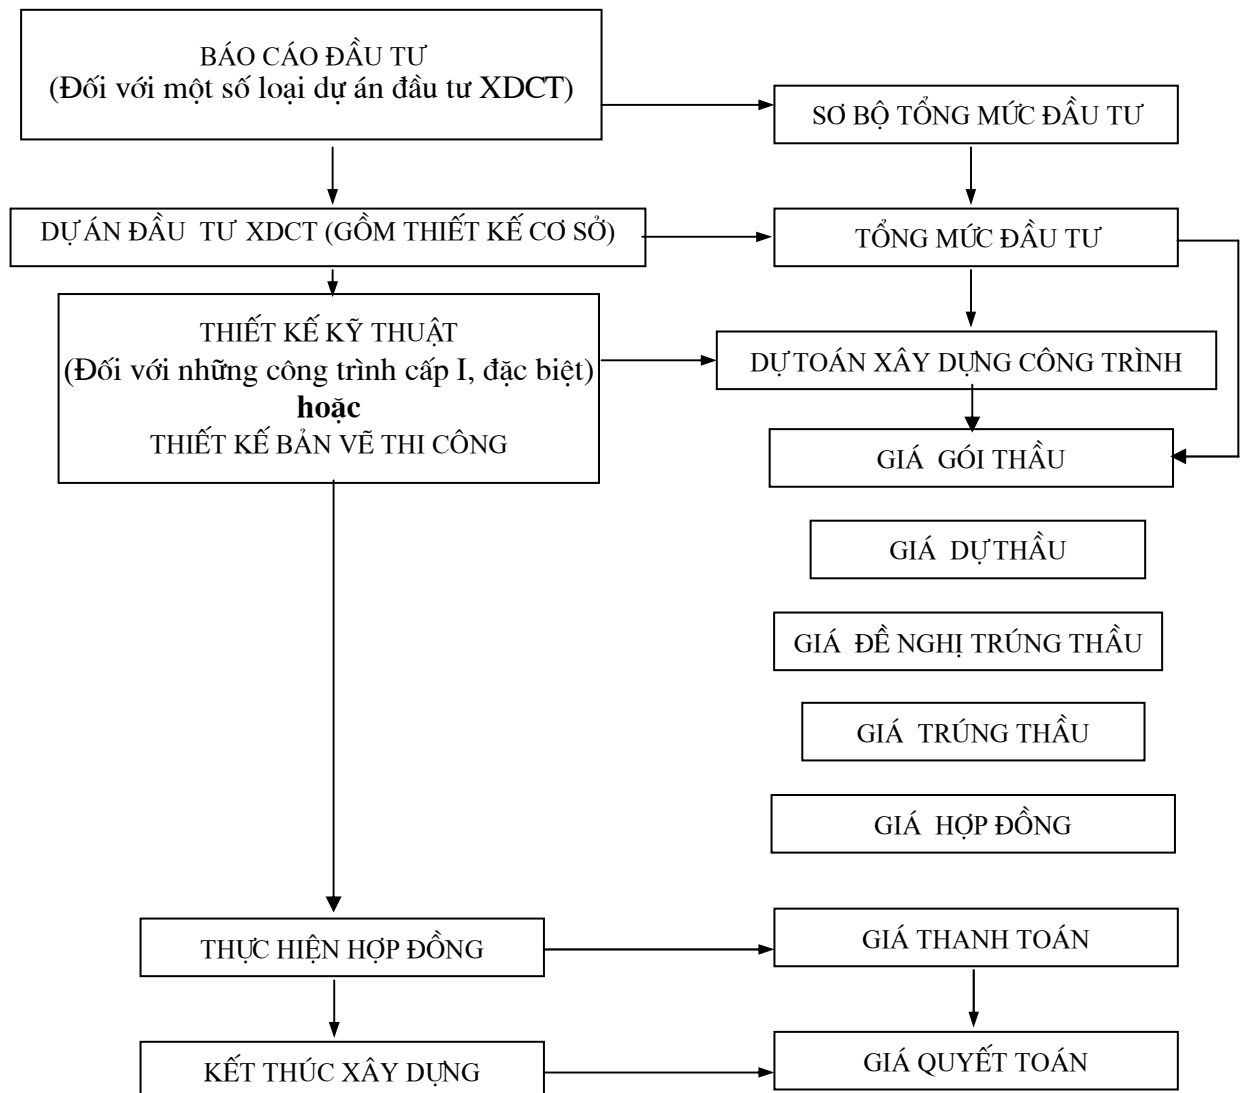 BÁO CÁO ĐẦU TƯ
(Đối với một số loại dự án đầu tư XDCT)
SƠ BỘ TỔNG MỨC ĐẦU TƯ
DỰ ÁN ĐẦU TƯ XDCT (GỒM THIẾT KẾ CƠ SỞ)
TỔNG MỨC ĐẦU TƯ
THIẾT KẾ KỸ THUẬT
(Đối với những công trình cấp I, đặc biệt)
hoặc
THIẾT KẾ BẢN VẼ THI CÔNG
DỰ TOÁN XÂY DỰNG CÔNG TRÌNH
GIÁ GÓI THẦU
GIÁ DỰ THẦU
GIÁ ĐỀ NGHỊ TRÚNG THẦU
GIÁ TRÚNG THẦU
GIÁ HỢP ĐỒNG
THỰC HIỆN HỢP ĐỒNG
GIÁ THANH TOÁN
KẾT THÚC XÂY DỰNG
GIÁ QUYẾT TOÁN